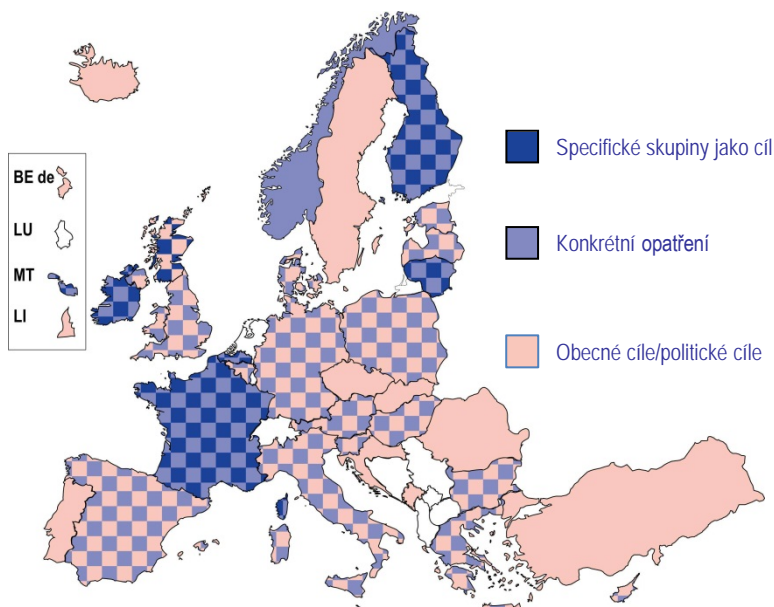 BE de
LU
MT
LI
Specifické skupiny jako cíl
Konkrétní opatření
Obecné cíle/politické cíle